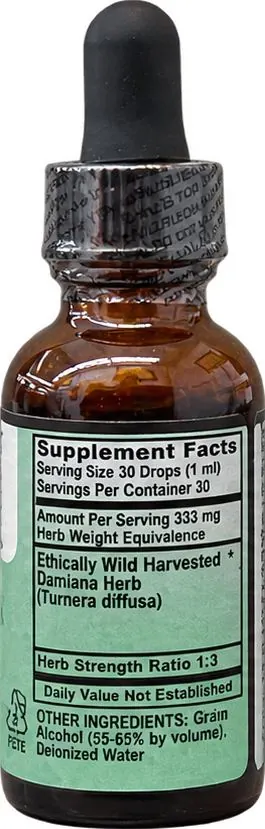 Supplement Facts
Serving Size 30 Drops (1 ml)
Servings Per Container 30
Amount Per Serving 333 mg
Herb Weight Equivalence
Ethically Wild Harvested *
Damiana Herb
(Turnera diffusa)
Herb Strength Ratio 1:3
Daily Value Not Established
OTHER INGREDIENTS: Grain
Alcohol (55-65% by volume),
Deionized Water
PETE